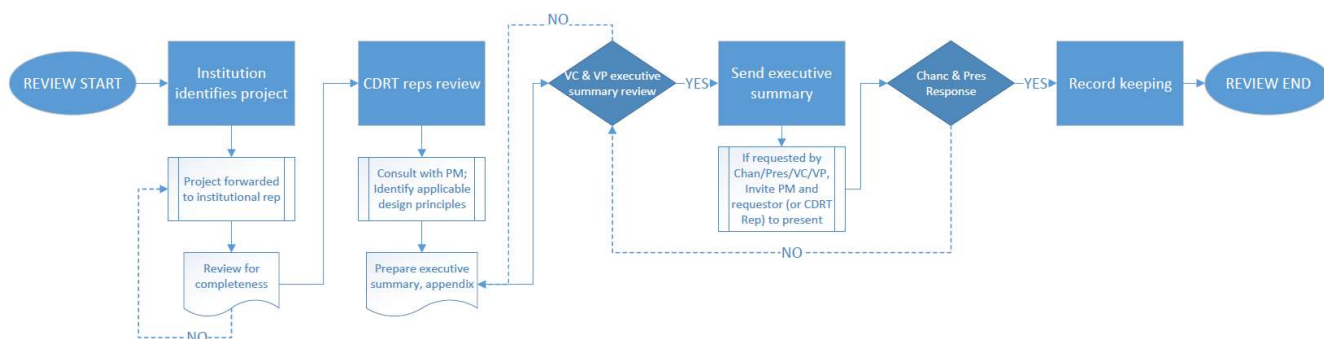 REVIEW START
Institution
identifies project
Project forwarded
to institutional rep
Review for
completeness
NO
CDRT reps review
Consult with PM;
Identify applicable
design principles
Prepare executive
summary, appendix
NO
VC & VP executive
summary review
YES
Send executive
summary
If requested by
Chan/Pres/VC/VP,
Invite PM and
requestor (or CDRT
Rep) to present
Chanc & Pres
Response
NO
YES
Record keeping
REVIEW END